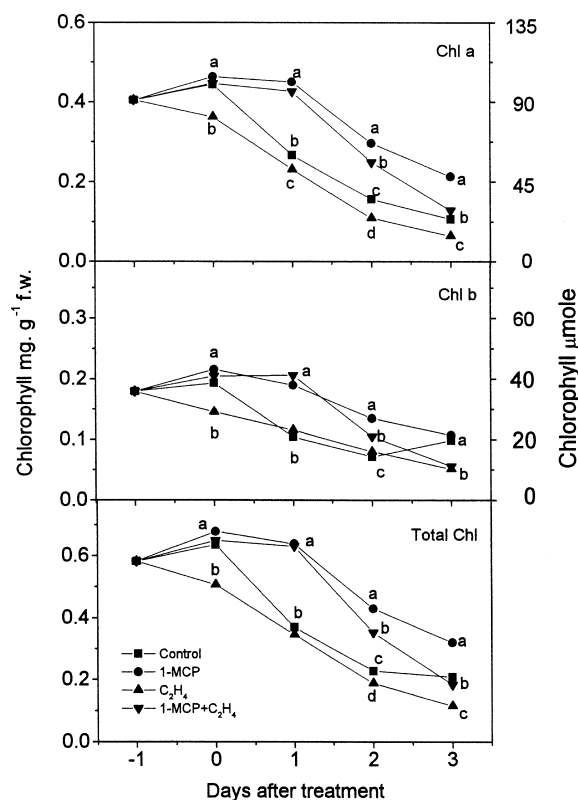 Chl a
0.6
0.4
0.2
0.0
135
90
45
0
a
a
b
b
c
a
b
c
d
a
b
c
Chl b
0.3
0.2
0.1
0.0
60
40
20
0
a
b
a
b
a
b
c
a
b
Total Chl
0.6
0.4
0.2
0.0
a
b
a
b
a
b
c
d
a
b
c
Control
1-MCP
C₂H₄
1-MCP+C₂H₄
-1 0 1 2 3
Days after treatment
Chlorophyll mg. g⁻¹ f.w.
Chlorophyll μmole